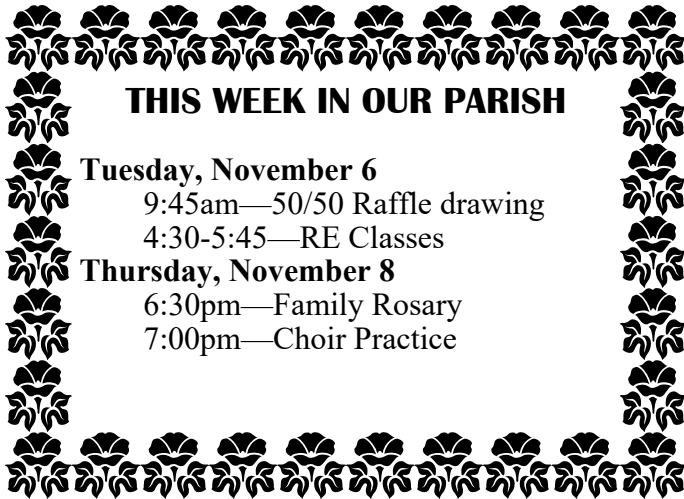 THIS WEEK IN OUR PARISH
Tuesday, November 6
9:45am—50/50 Raffle drawing
4:30-5:45—RE Classes
Thursday, November 8
6:30pm—Family Rosary
7:00pm—Choir Practice